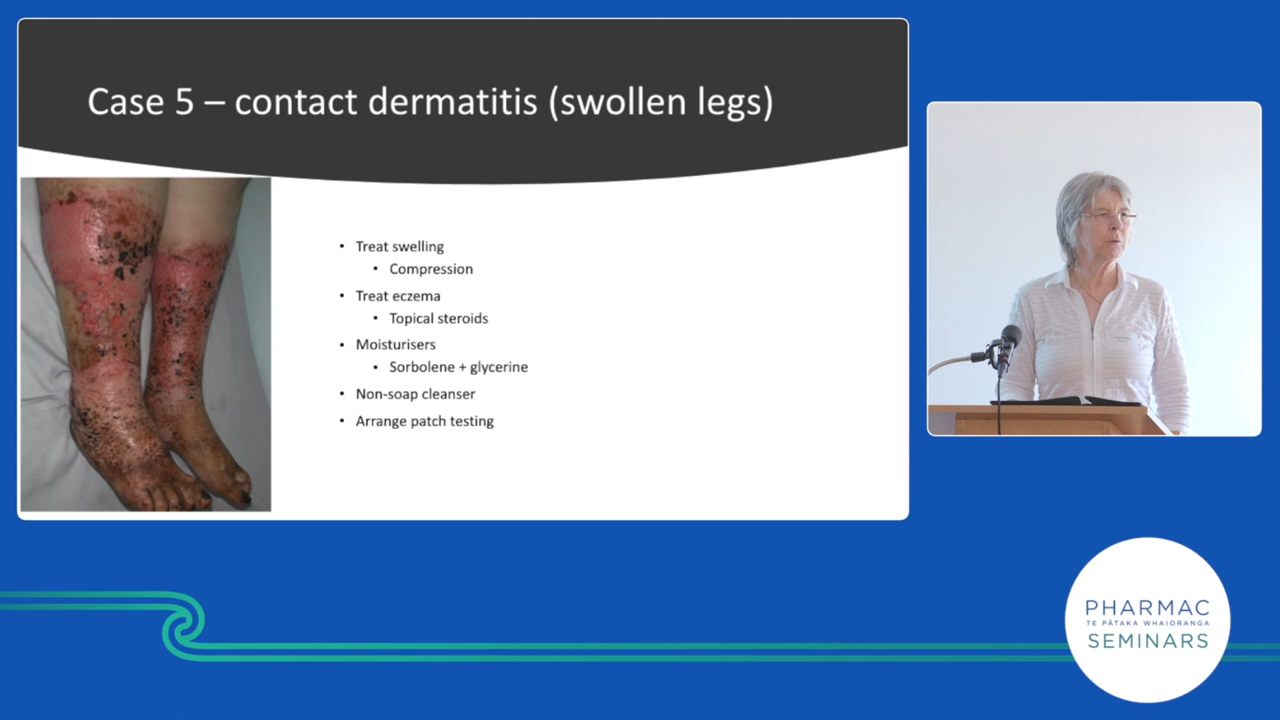 Case 5 – contact dermatitis (swollen legs)
• Treat swelling
• Compression
• Treat eczema
• Topical steroids
• Moisturisers
• Sorbolene + glycerine
• Non-soap cleanser
• Arrange patch testing
PHARMAC
TE PĀTAKA WHAIORANGA
SEMINARS